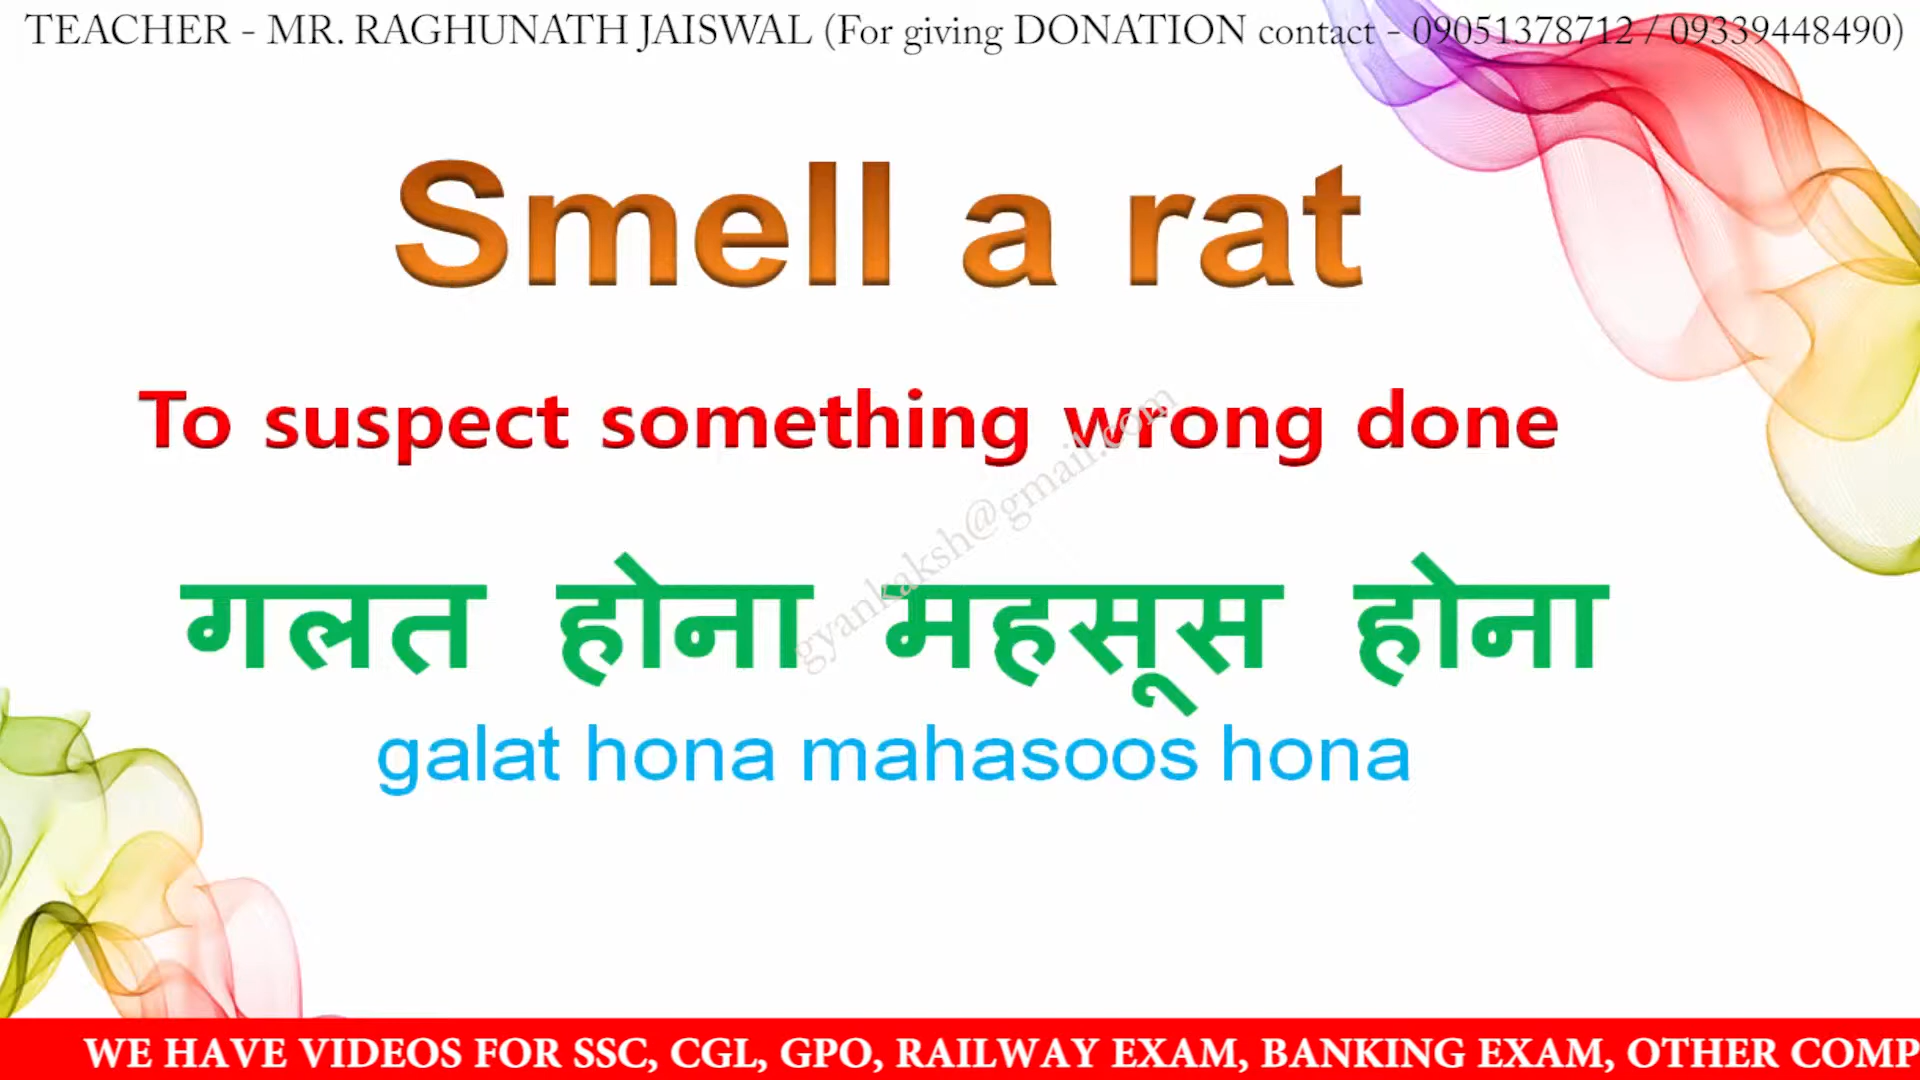 TEACHER - MR. RAGHUNATH JAISWAL (For giving DONATION contact - 09051378712 / 09339448490)
Smell a rat
To suspect something wrong done
gyankaksh@gmail.com
गलत होना महसूस होना
galat hona mahasoos hona
WE HAVE VIDEOS FOR SSC, CGL, GPO, RAILWAY EXAM, BANKING EXAM, OTHER COMP